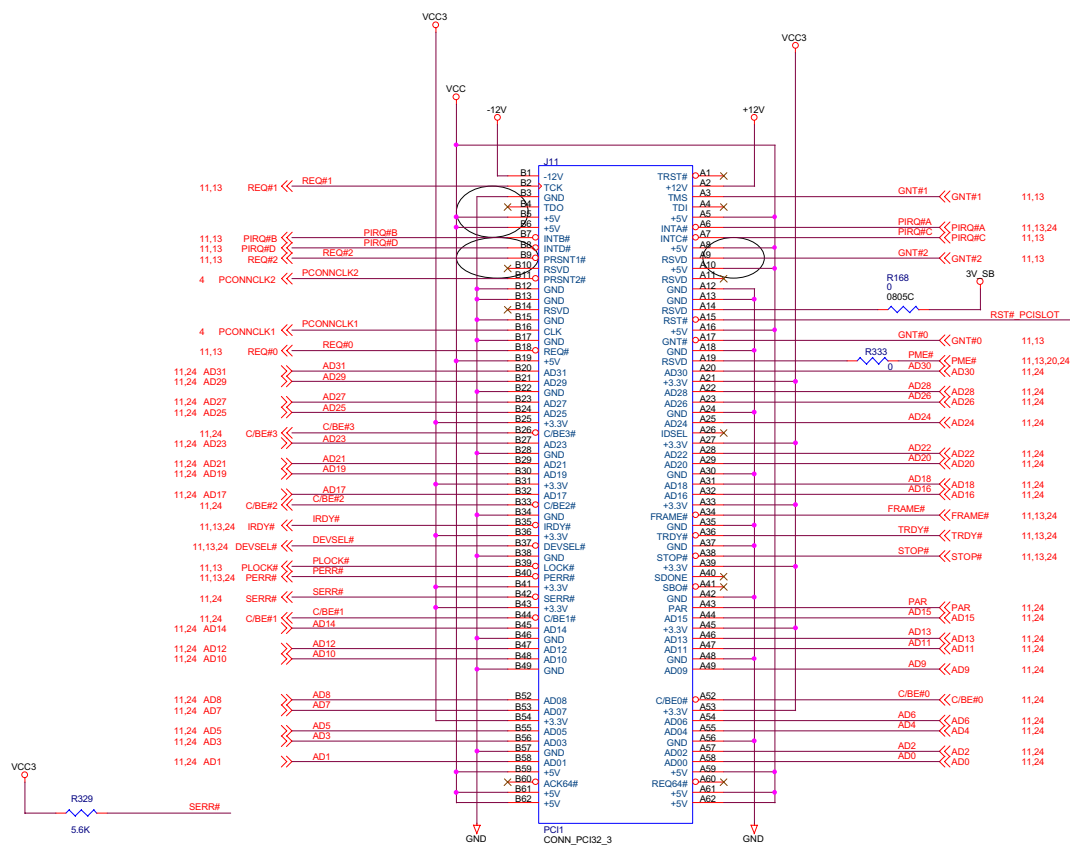 VCC3
VCC3
VCC
-12V
+12V
J11
B1 -12V TRST# A1
REQ#1 B2 TCK +12V A2
11,13 REQ#1 B3 GND TMS A3 GNT#1 GNT#1 11,13
B4 TDO TDI A4
B5 +5V +5V A5
B6 +5V INTA# A6 PIRQ#A PIRQ#A 11,13,24
11,13 PIRQ#B PIRQ#B B7 INTB# INTC# A7 PIRQ#C PIRQ#C 11,13
11,13 PIRQ#D PIRQ#D B8 INTD# +5V A8
11,13 REQ#2 REQ#2 B9 PRSNT1# RSVD A9 GNT#2 GNT#2 11,13
B10 RSVD +5V A10
4 PCONNCLK2 PCONNCLK2 B11 PRSNT2# RSVD A11
B12 GND GND A12
B13 GND GND A13
R168
0
0805C
3V_SB
B14 RSVD RSVD A14
B15 GND RST# A15 RST#_PCISLOT
4 PCONNCLK1 PCONNCLK1 B16 CLK +5V A16
B17 GND GNT# A17 GNT#0 GNT#0 11,13
11,13 REQ#0 REQ#0 B18 REQ# GND A18
B19 +5V RSVD A19 R333 0 PME# PME# 11,13,20,24
11,24 AD31 AD31 B20 AD31 AD30 A20 AD30 AD30 11,24
11,24 AD29 AD29 B21 AD29 +3.3V A21
B22 GND AD28 A22 AD28 AD28 11,24
11,24 AD27 AD27 B23 AD27 AD26 A23 AD26 AD26 11,24
11,24 AD25 AD25 B24 AD25 GND A24
B25 +3.3V AD24 A25 AD24 AD24 11,24
11,24 C/BE#3 C/BE#3 B26 C/BE3# IDSEL A26
11,24 AD23 AD23 B27 AD23 +3.3V A27
B28 GND AD22 A28 AD22 AD22 11,24
11,24 AD21 AD21 B29 AD21 AD20 A29 AD20 AD20 11,24
11,24 AD19 AD19 B30 AD19 GND A30
B31 +3.3V AD18 A31 AD18 AD18 11,24
11,24 AD17 AD17 B32 AD17 AD16 A32 AD16 AD16 11,24
11,24 C/BE#2 C/BE#2 B33 C/BE2# +3.3V A33
B34 GND FRAME# A34 FRAME# FRAME# 11,13,24
11,13,24 IRDY# IRDY# B35 IRDY# GND A35
B36 +3.3V TRDY# A36 TRDY# TRDY# 11,13,24
11,13,24 DEVSEL# DEVSEL# B37 DEVSEL# GND A37
B38 GND STOP# A38 STOP# STOP# 11,13,24
11,13 PLOCK# PLOCK# B39 LOCK# +3.3V A39
11,13,24 PERR# PERR# B40 PERR# SDONE A40
B41 +3.3V SBO# A41
11,24 SERR# SERR# B42 SERR# GND A42
B43 +3.3V PAR A43 PAR PAR 11,24
11,24 C/BE#1 C/BE#1 B44 C/BE1# AD15 A44 AD15 AD15 11,24
11,24 AD14 AD14 B45 AD14 +3.3V A45
B46 GND AD13 A46 AD13 AD13 11,24
11,24 AD12 AD12 B47 AD12 AD11 A47 AD11 AD11 11,24
11,24 AD10 AD10 B48 AD10 GND A48
B49 GND AD09 A49 AD9 AD9 11,24
11,24 AD8 AD8 B52 AD08 C/BE0# A52 C/BE#0 C/BE#0 11,24
11,24 AD7 AD7 B53 AD07 +3.3V A53
B54 +3.3V AD06 A54 AD6 AD6 11,24
11,24 AD5 AD5 B55 AD05 AD04 A55 AD4 AD4 11,24
11,24 AD3 AD3 B56 AD03 GND A56
B57 GND AD02 A57 AD2 AD2 11,24
11,24 AD1 AD1 B58 AD01 AD00 A58 AD0 AD0 11,24
B59 +5V +5V A59
B60 ACK64# REQ64# A60
B61 +5V +5V A61
B62 +5V +5V A62
VCC3
R329
5.6K
SERR#
GND
PCI1
CONN_PCI32_3
GND